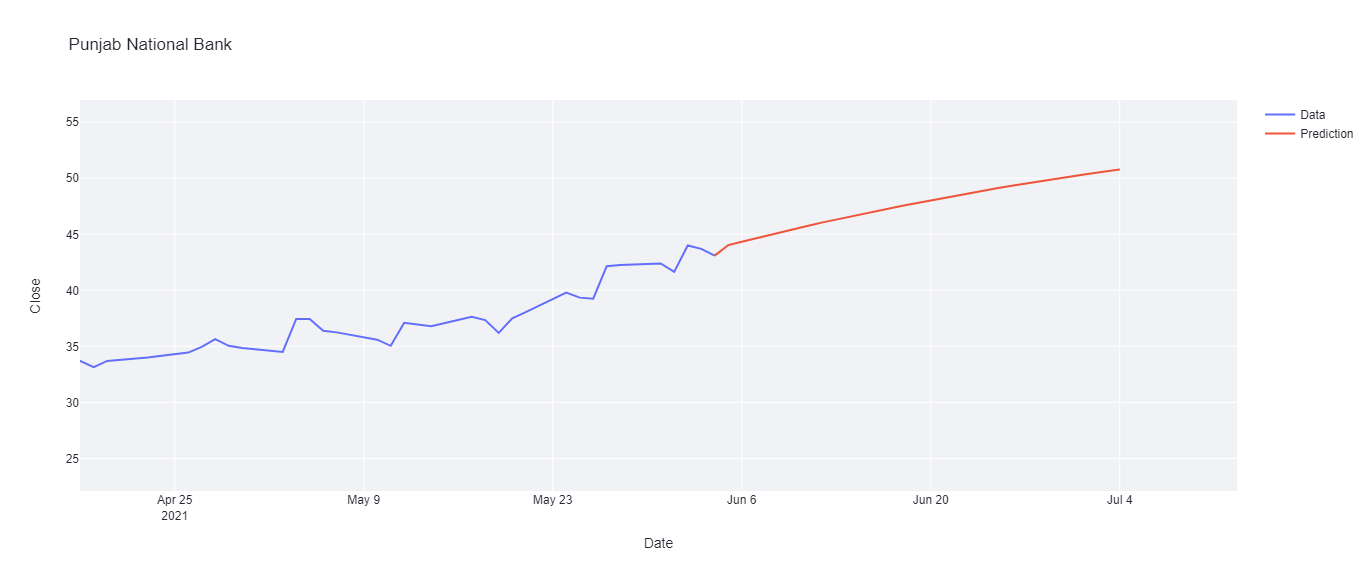 Punjab National Bank
Data
Prediction
55
50
45
40
35
30
25
Close
Apr 25
2021
May 9
May 23
Jun 6
Jun 20
Jul 4
Date